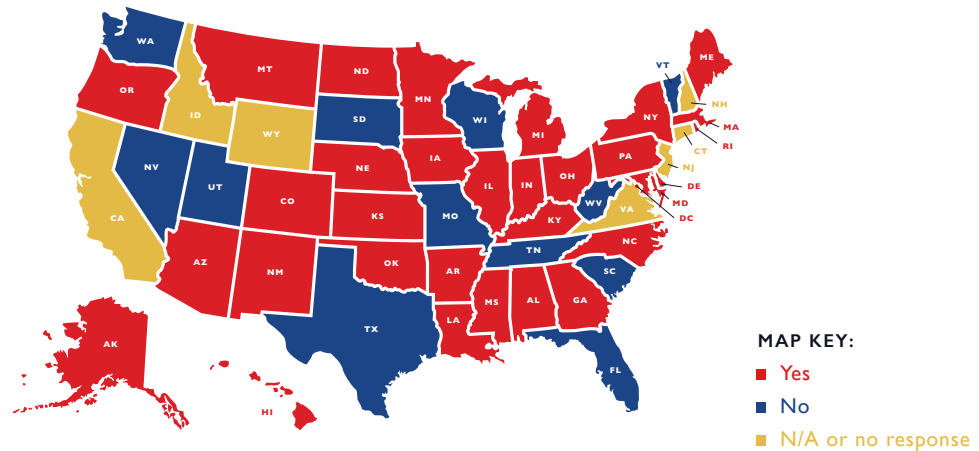 WA
VT
ME
MT
ND
OR
MN
NH
ID
SD
WI
NY
MA
WY
MI
RI
CT
PA
NJ
NV
NE
IA
OH
UT
IL
IN
DE
CO
WV
MD
CA
KS
MO
VA
DC
KY
NC
TN
AZ
NM
OK
AR
SC
MS
AL
GA
LA
TX
AK
FL
HI
MAP KEY:
Yes
No
N/A or no response